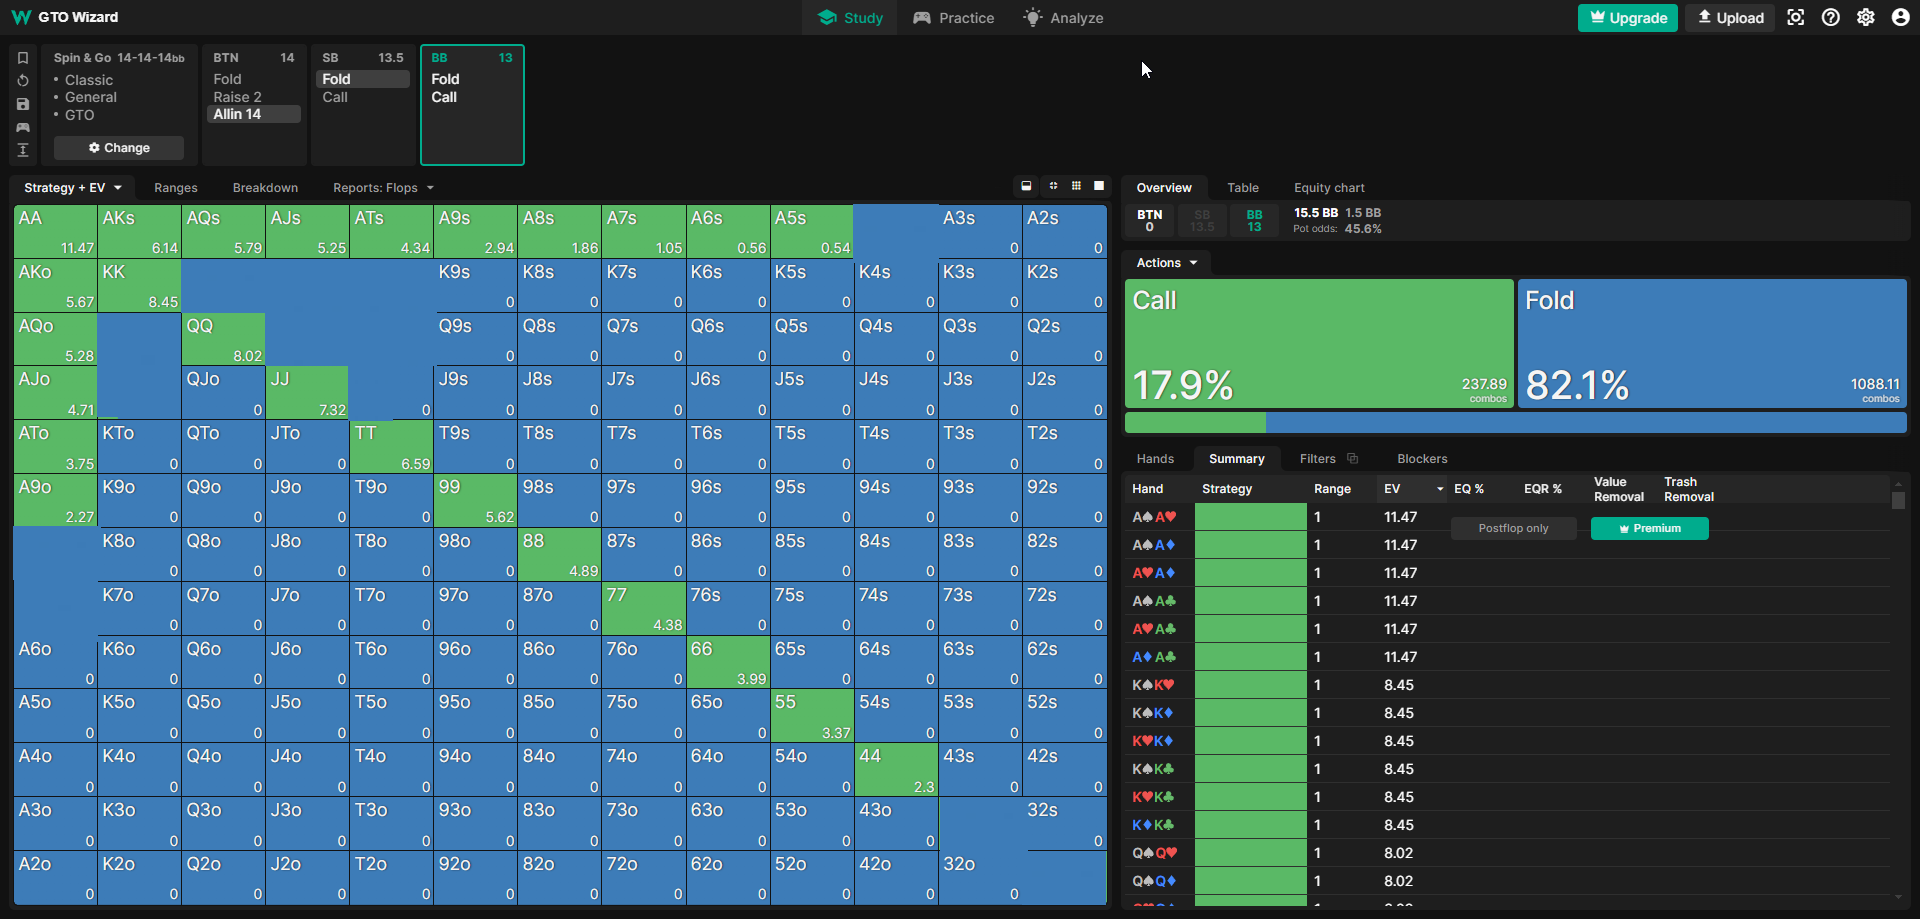 GTO Wizard
Study
Practice
Analyze
Upgrade
Upload
Spin & Go 14-14-14bb
• Classic
• General
• GTO
Change
BTN 14
Fold
Raise 2
Allin 14
SB 13.5
Fold
Call
BB 13
Fold
Call
Strategy + EV
Ranges
Breakdown
Reports: Flops
AA AKs AQs AJs ATs A9s A8s A7s A6s A5s A3s A2s
11.47 6.14 5.79 5.25 4.34 2.94 1.86 1.05 0.56 0.54 0 0
AKo KK K9s K8s K7s K6s K5s K4s K3s K2s
5.67 8.45 0 0 0 0 0 0 0 0
AQo QQ Q9s Q8s Q7s Q6s Q5s Q4s Q3s Q2s
5.28 8.02 0 0 0 0 0 0 0 0
AJo QJo JJ J9s J8s J7s J6s J5s J4s J3s J2s
4.71 0 7.32 0 0 0 0 0 0 0 0 0
ATo KTo QTo JTo TT T9s T8s T7s T6s T5s T4s T3s T2s
3.75 0 0 0 6.59 0 0 0 0 0 0 0 0
A9o K9o Q9o J9o T9o 99 98s 97s 96s 95s 94s 93s 92s
2.27 0 0 0 0 5.62 0 0 0 0 0 0 0
K8o Q8o J8o T8o 98o 88 87s 86s 85s 84s 83s 82s
0 0 0 0 0 4.89 0 0 0 0 0 0
K7o Q7o J7o T7o 97o 87o 77 76s 75s 74s 73s 72s
0 0 0 0 0 0 4.38 0 0 0 0 0
A6o K6o Q6o J6o T6o 96o 86o 76o 66 65s 64s 63s 62s
0 0 0 0 0 0 0 0 3.99 0 0 0 0
A5o K5o Q5o J5o T5o 95o 85o 75o 65o 55 54s 53s 52s
0 0 0 0 0 0 0 0 0 3.37 0 0 0
A4o K4o Q4o J4o T4o 94o 84o 74o 64o 54o 44 43s 42s
0 0 0 0 0 0 0 0 0 0 2.3 0 0
A3o K3o Q3o J3o T3o 93o 83o 73o 63o 53o 43o 32s
0 0 0 0 0 0 0 0 0 0 0 0
A2o K2o Q2o J2o T2o 92o 82o 72o 62o 52o 42o 32o
0 0 0 0 0 0 0 0 0 0 0 0
Overview
Table
Equity chart
BTN
0
SB
13.5
BB
13
15.5 BB 1.5 BB
Pot odds: 45.6%
Actions
Call
17.9%
237.89
combos
Fold
82.1%
1088.11
combos
Hands
Summary
Filters
Blockers
Hand Strategy Range EV EQ % EQR % Value Removal Trash Removal
A♠A♥ 1 11.47
Postflop only
Premium
A♠A♦ 1 11.47
A♥A♦ 1 11.47
A♠A♣ 1 11.47
A♥A♣ 1 11.47
A♦A♣ 1 11.47
K♠K♥ 1 8.45
K♠K♦ 1 8.45
K♥K♦ 1 8.45
K♠K♣ 1 8.45
K♥K♣ 1 8.45
K♦K♣ 1 8.45
Q♠Q♥ 1 8.02
Q♠Q♦ 1 8.02